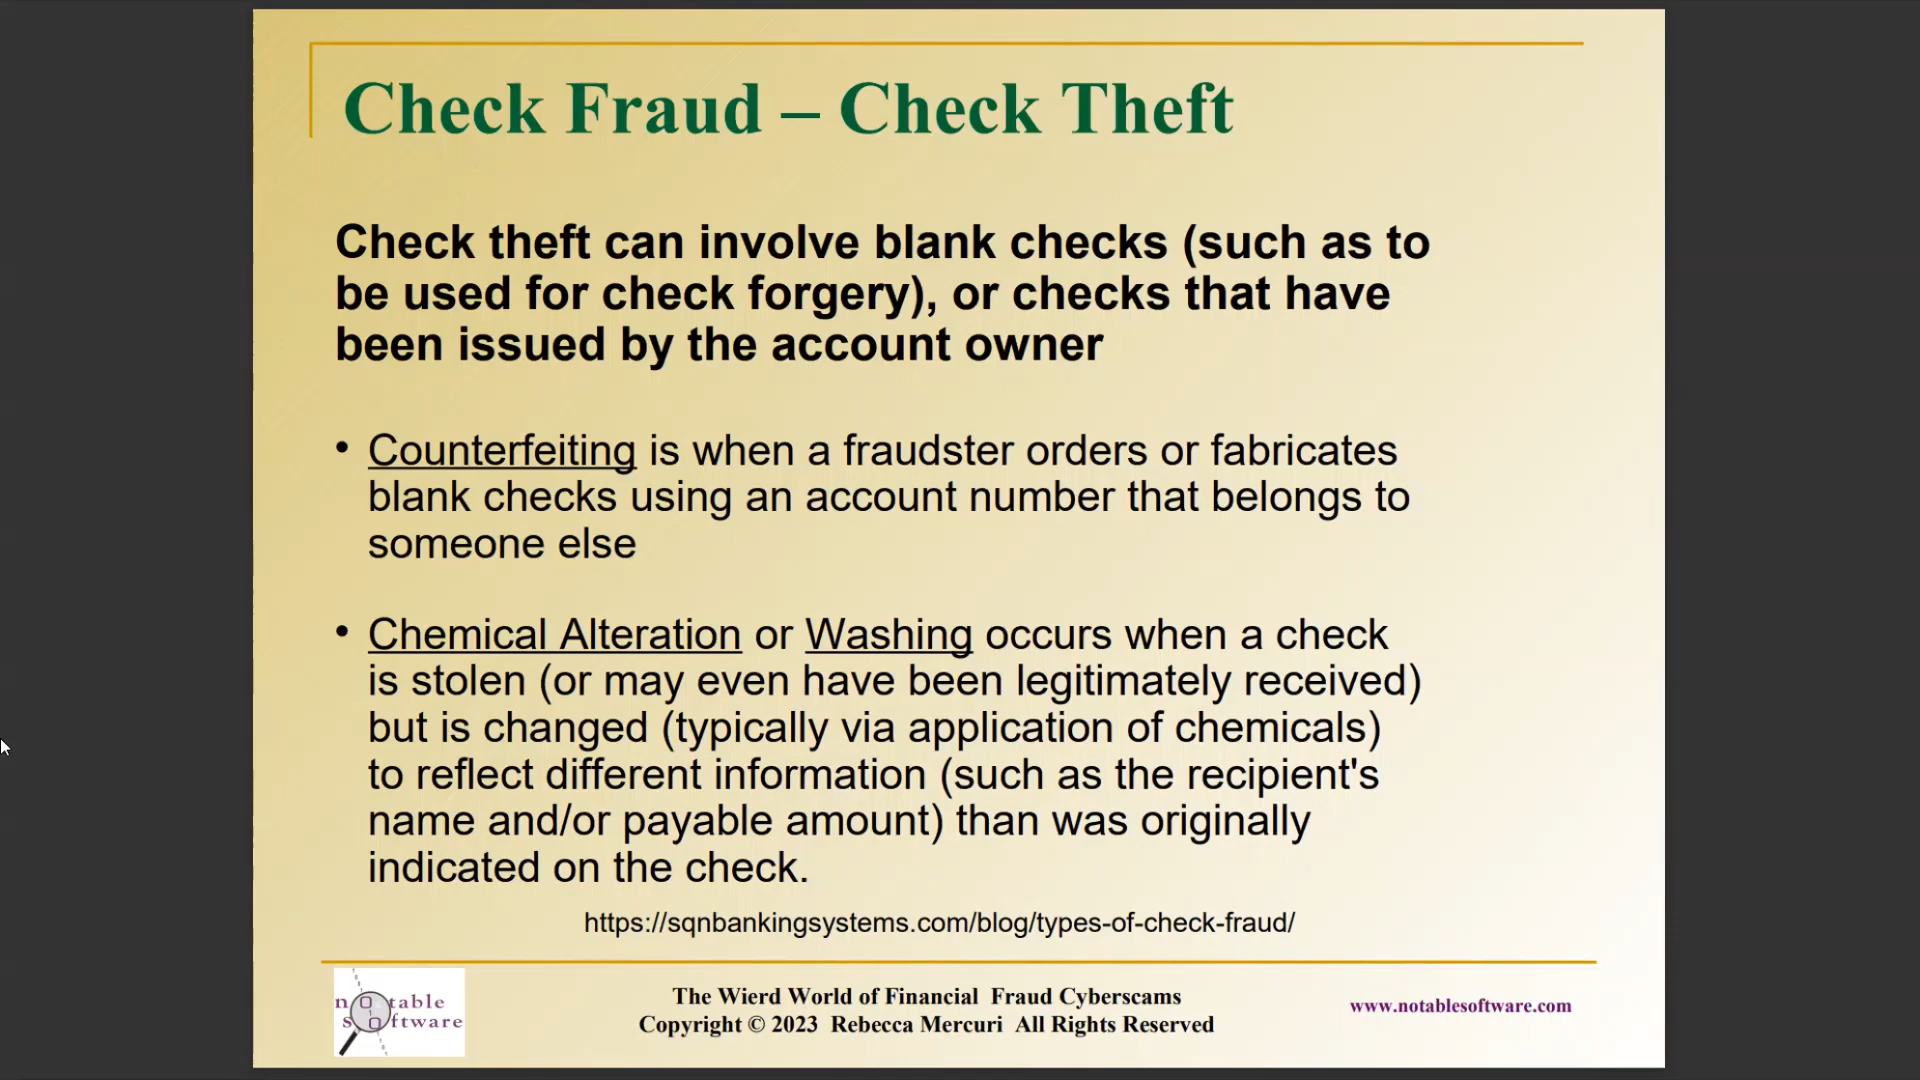 Check Fraud – Check Theft
Check theft can involve blank checks (such as to
be used for check forgery), or checks that have
been issued by the account owner
• Counterfeiting is when a fraudster orders or fabricates
blank checks using an account number that belongs to
someone else
• Chemical Alteration or Washing occurs when a check
is stolen (or may even have been legitimately received)
but is changed (typically via application of chemicals)
to reflect different information (such as the recipient's
name and/or payable amount) than was originally
indicated on the check.
https://sqnbankingsystems.com/blog/types-of-check-fraud/
notable
software
The Wierd World of Financial Fraud Cyberscams
Copyright © 2023 Rebecca Mercuri All Rights Reserved
www.notablesoftware.com